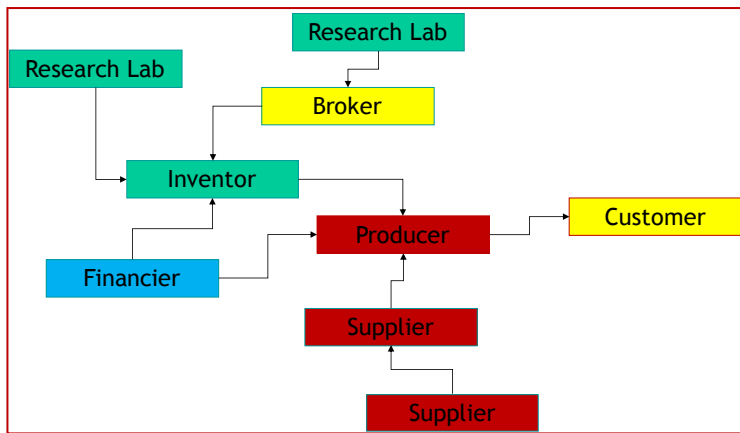 Research Lab
Research Lab
Broker
Inventor
Customer
Producer
Financier
Supplier
Supplier